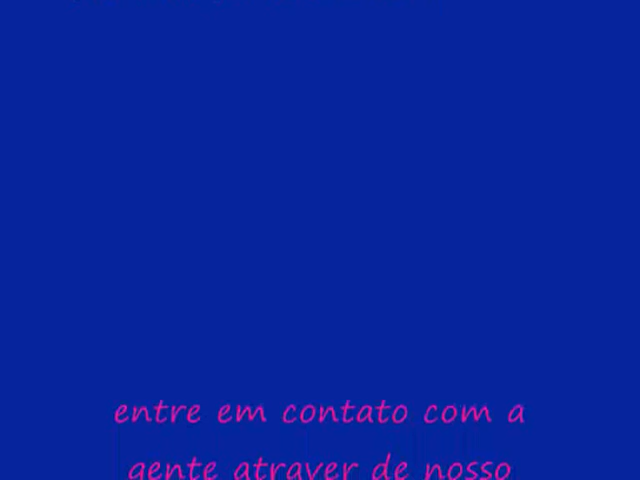 entre em contato com a
gente atraver de nosso